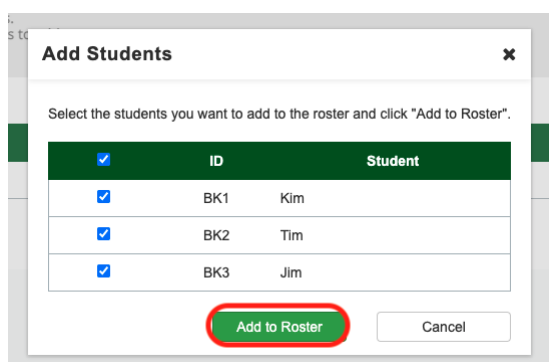 s.
s to
Add Students
Select the students you want to add to the roster and click "Add to Roster".
ID Student
BK1 Kim
BK2 Tim
BK3 Jim
Add to Roster Cancel